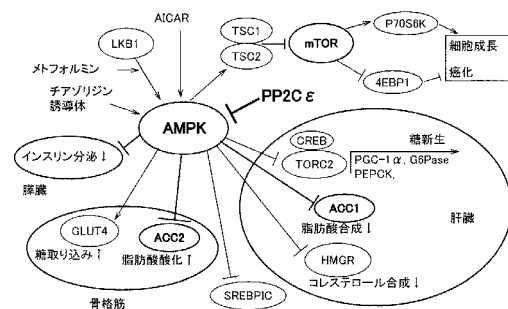 AICAR
LKB1
TSC1
TSC2
mTOR
P70S6K
4EBP1
細胞成長
癌化
メトフォルミン
チアゾリジン
誘導体
PP2Cε
AMPK
インスリン分泌↓
膵臓
CREB
TORC2
糖新生
PGC-1α, G6Pase
PEPCK,
ACC1
脂肪酸合成↓
肝臓
GLUT4
糖取り込み↑
ACC2
脂肪酸酸化↑
HMGR
コレステロール合成↓
骨格筋
SREBPIC